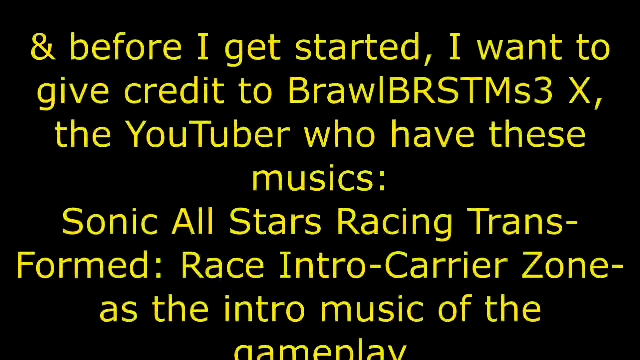 & before I get started, I want to
give credit to BrawlBRSTMs3 X,
the YouTuber who have these
musics:
Sonic All Stars Racing Trans-
Formed: Race Intro-Carrier Zone-
as the intro music of the
gameplay